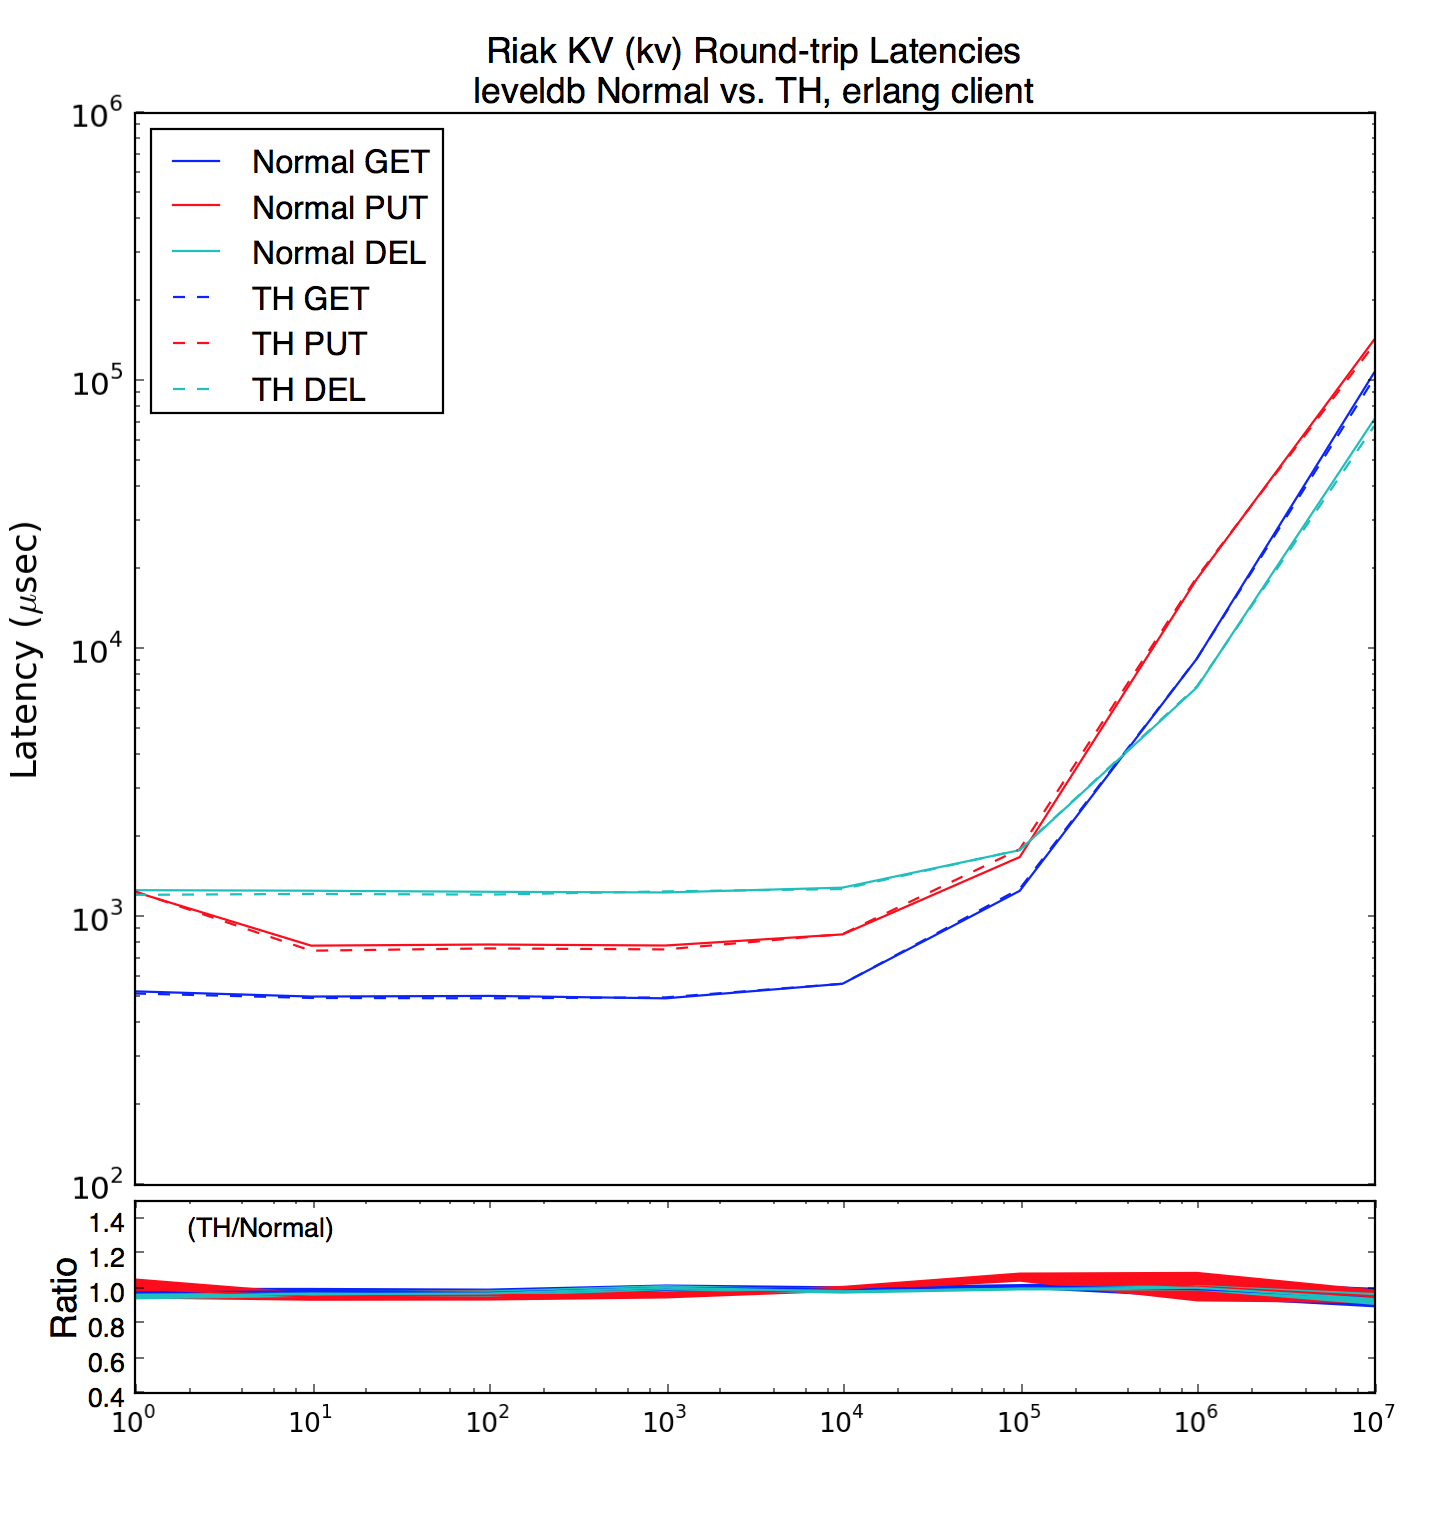 Riak KV (kv) Round-trip Latencies
leveldb Normal vs. TH, erlang client
10⁶
10⁵
10⁴
10³
10²
Latency (μsec)
Normal GET
Normal PUT
Normal DEL
TH GET
TH PUT
TH DEL
(TH/Normal)
Ratio
1.4
1.2
1.0
0.8
0.6
0.4
10⁰ 10¹ 10² 10³ 10⁴ 10⁵ 10⁶ 10⁷